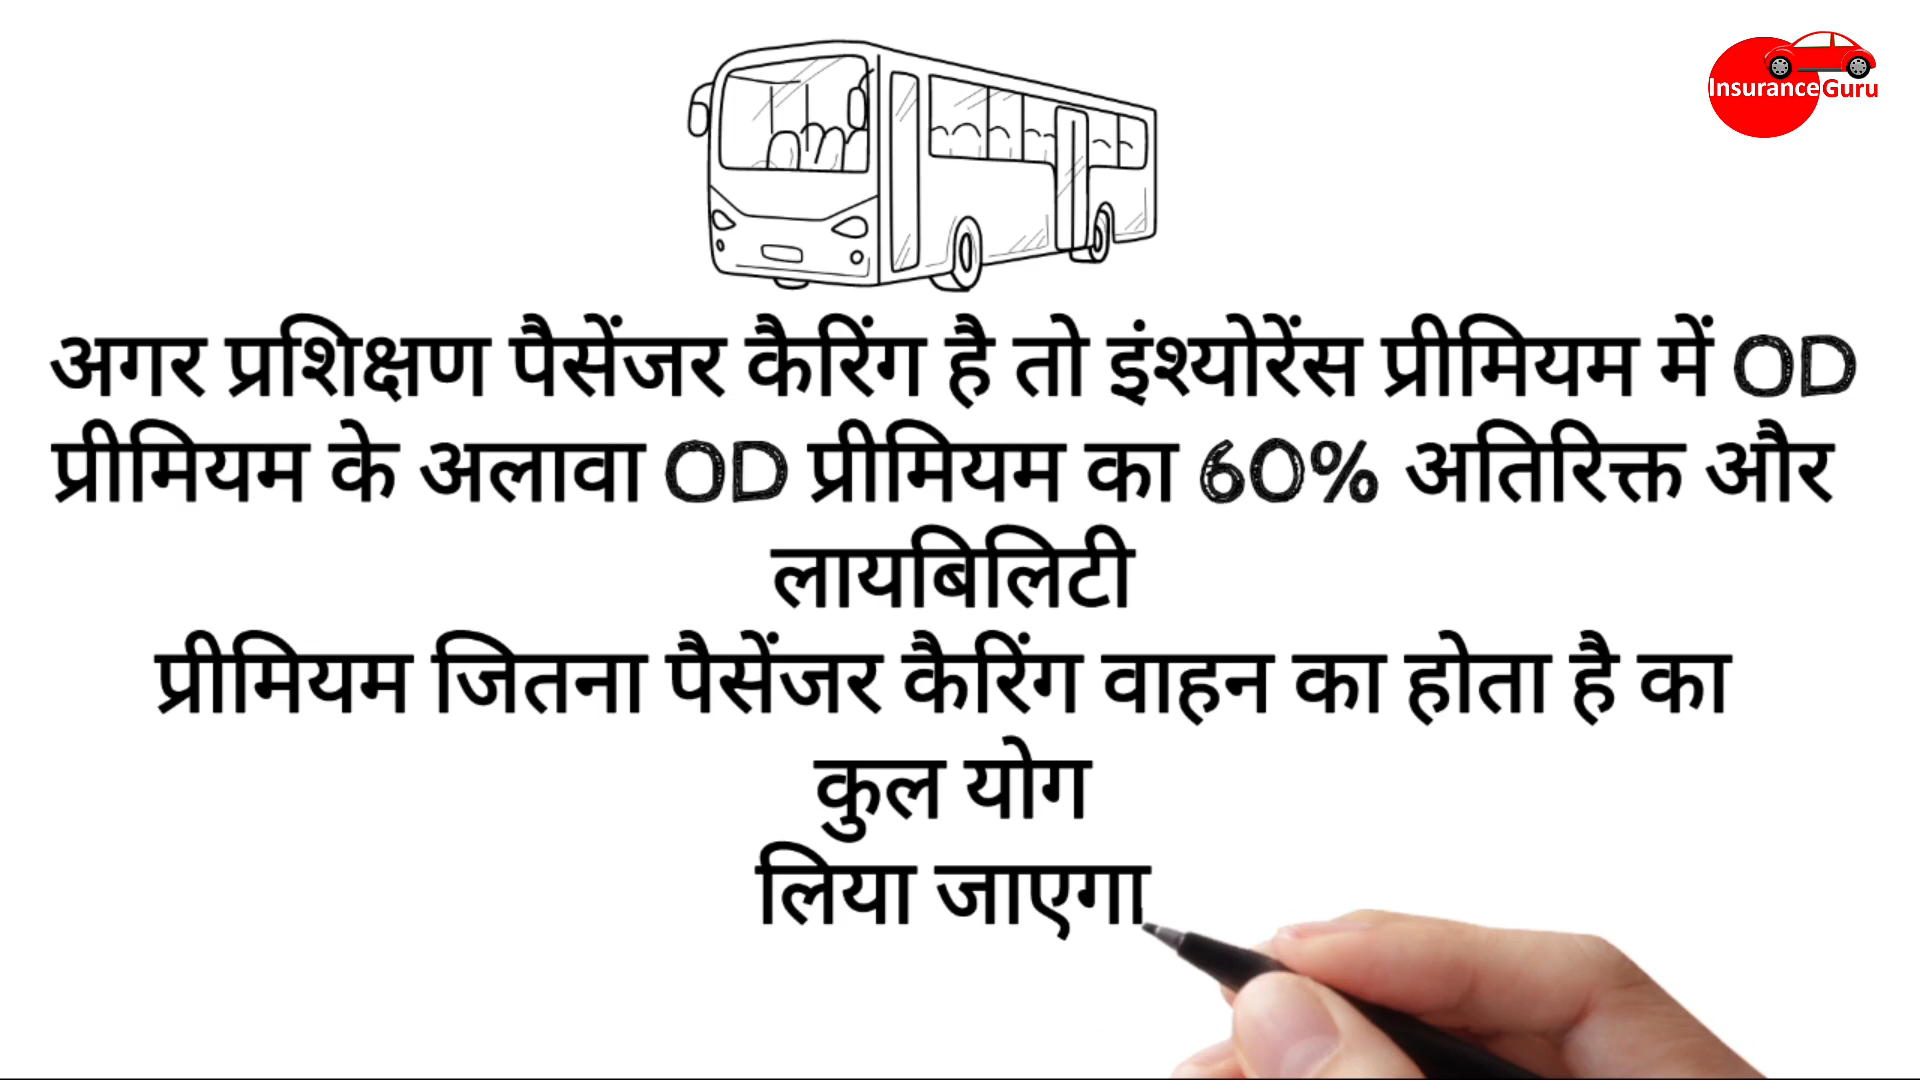 InsuranceGuru
अगर प्रशिक्षण पैसेंजर कैरिंग है तो इंश्योरेंस प्रीमियम में OD
प्रीमियम के अलावा OD प्रीमियम का 60% अतिरिक्त और
लायबिलिटी
प्रीमियम जितना पैसेंजर कैरिंग वाहन का होता है का
कुल योग
लिया जाएगा